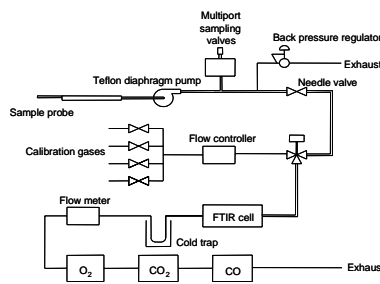 Multiport
sampling
valves
Back pressure regulator
Exhaust
Teflon diaphragm pump
Needle valve
Sample probe
Flow controller
Calibration gases
Flow meter
FTIR cell
Cold trap
O₂
CO₂
CO
Exhaus